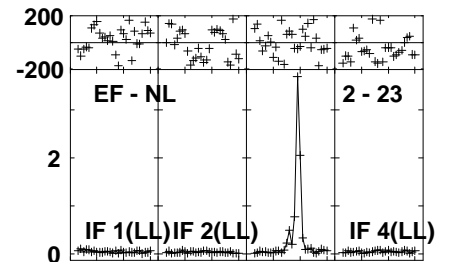 200
-200
EF - NL 2 - 23
2
IF 1(LL) IF 2(LL) IF 4(LL)
0